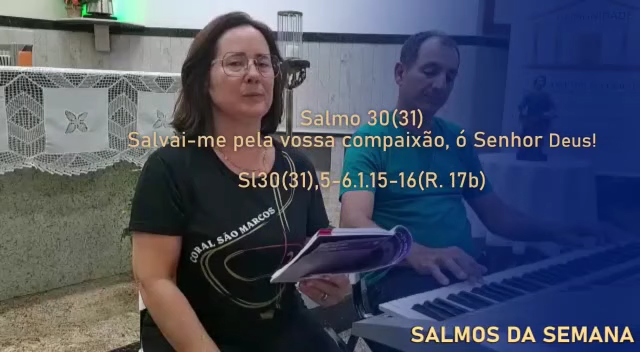 Salmo 30(31)
Salvai-me pela vossa compaixão, ó Senhor Deus!
Sl30(31),5-6.1.15-16(R. 17b)
CORAL SÃO MARCOS
SALMOS DA SEMANA